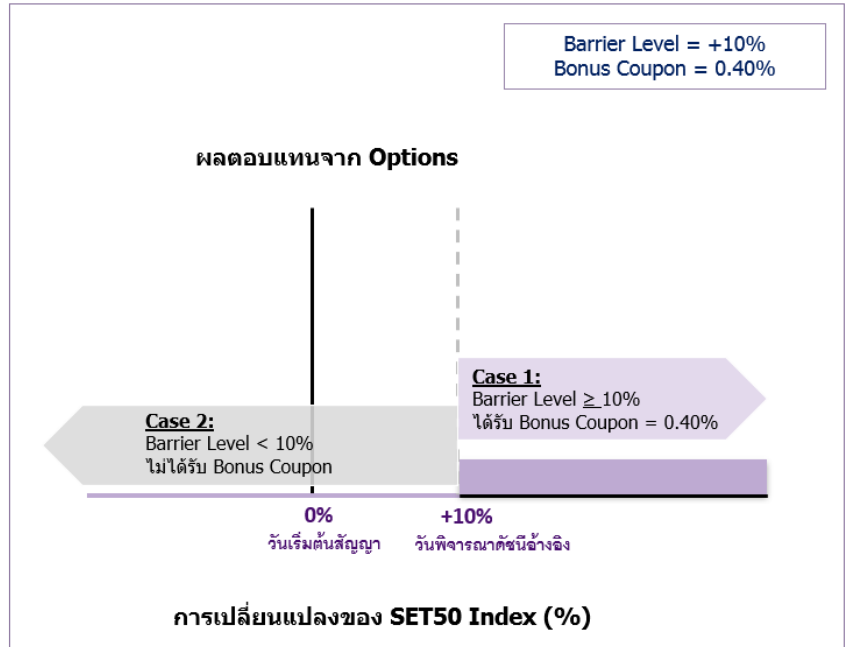 Barrier Level = +10%
Bonus Coupon = 0.40%
ผลตอบแทนจาก Options
Case 1:
Barrier Level ≥ 10%
ได้รับ Bonus Coupon = 0.40%
Case 2:
Barrier Level < 10%
ไม่ได้รับ Bonus Coupon
0%
+10%
วันเริ่มต้นสัญญา
วันพิจารณาดัชนีอ้างอิง
การเปลี่ยนแปลงของ SET50 Index (%)